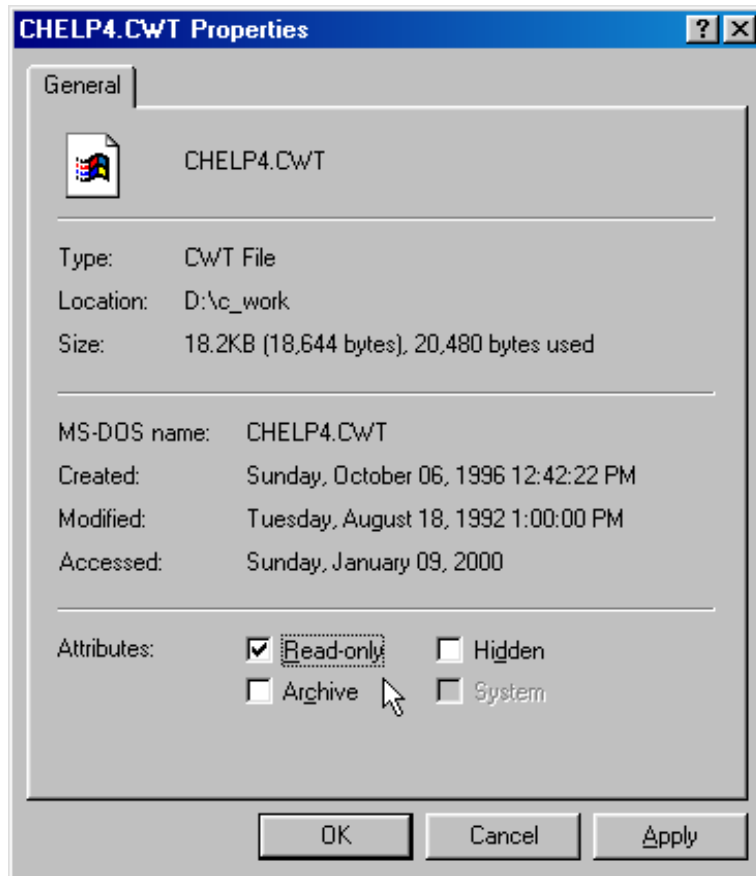 CHELP4.CWT Properties
General
CHELP4.CWT
Type: CWT File
Location: D:\c_work
Size: 18.2KB (18,644 bytes), 20,480 bytes used
MS-DOS name: CHELP4.CWT
Created: Sunday, October 06, 1996 12:42:22 PM
Modified: Tuesday, August 18, 1992 1:00:00 PM
Accessed: Sunday, January 09, 2000
Attributes: Read-only Hidden
Archive System
OK Cancel Apply